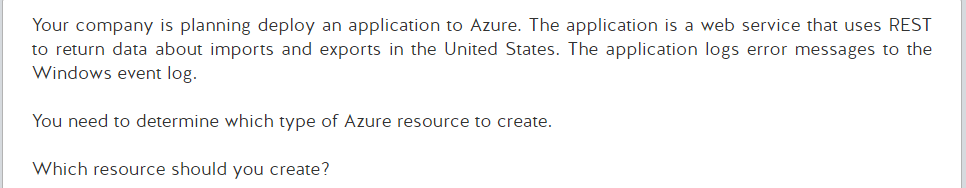 Your company is planning deploy an application to Azure. The application is a web service that uses REST
to return data about imports and exports in the United States. The application logs error messages to the
Windows event log.
You need to determine which type of Azure resource to create.
Which resource should you create?